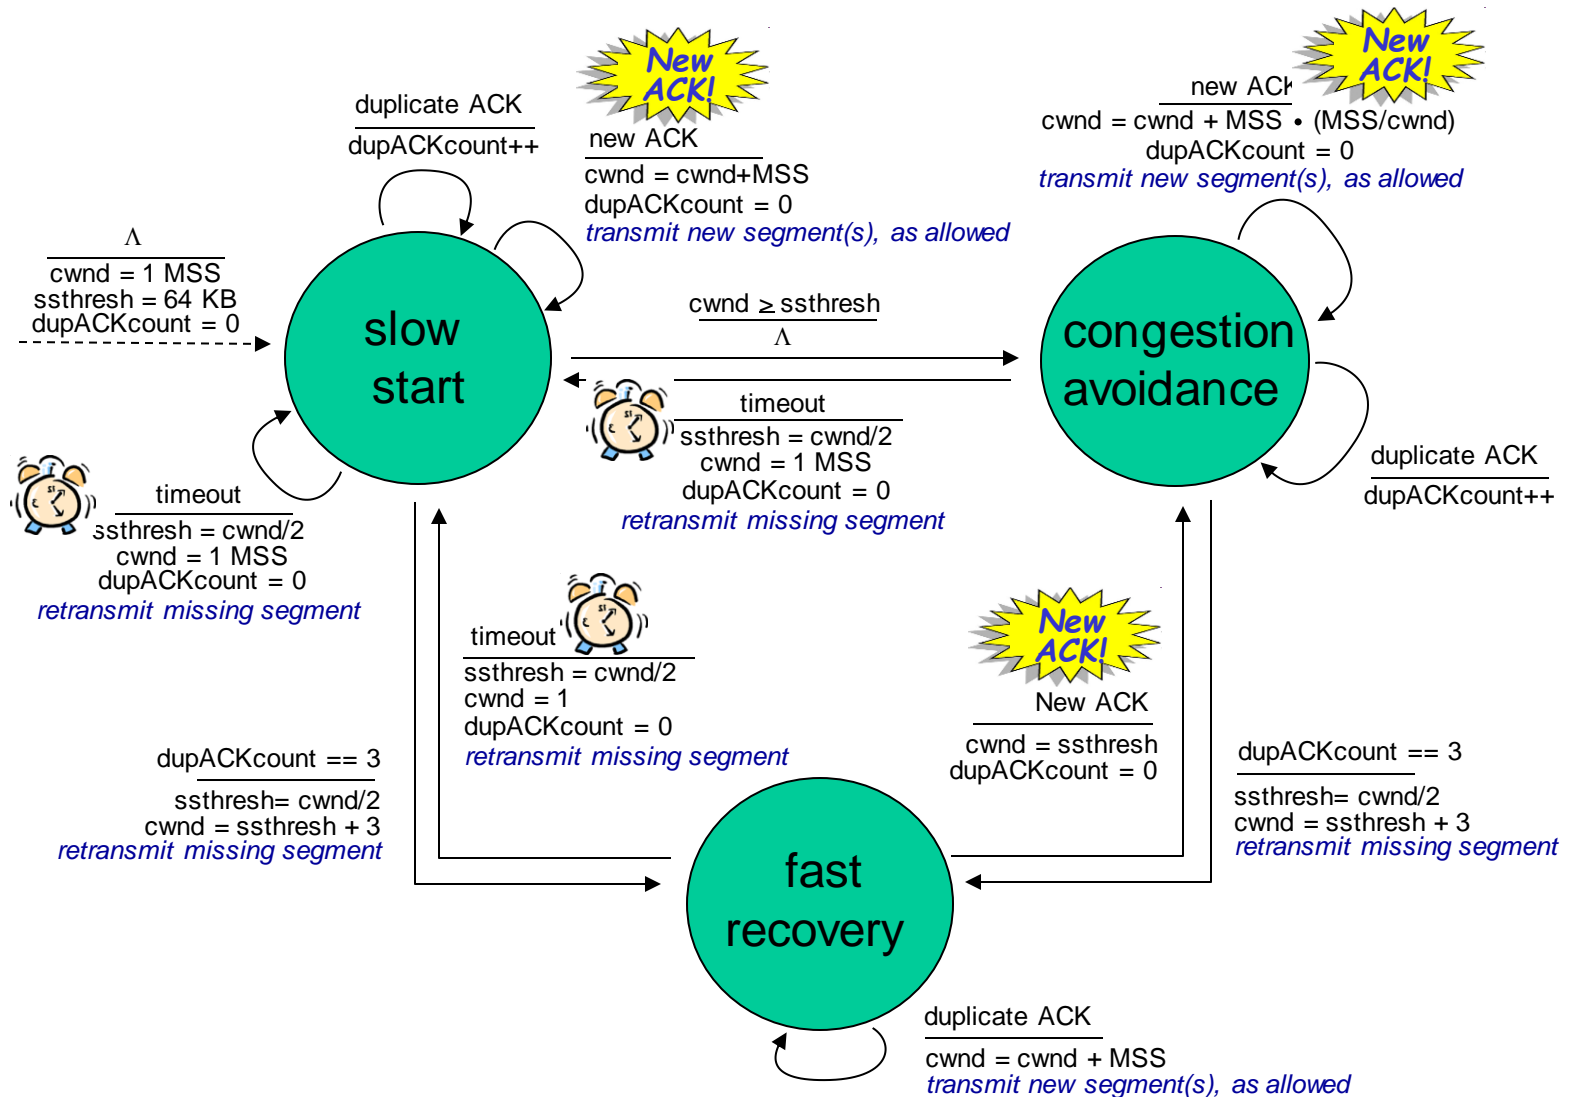 New
ACK!
duplicate ACK
dupACKcount++
new ACK
cwnd = cwnd+MSS
dupACKcount = 0
transmit new segment(s), as allowed
New
ACK!
new ACK
cwnd = cwnd + MSS • (MSS/cwnd)
dupACKcount = 0
transmit new segment(s), as allowed
Λ
cwnd = 1 MSS
ssthresh = 64 KB
dupACKcount = 0
slow
start
cwnd ≥ ssthresh
Λ
congestion
avoidance
timeout
ssthresh = cwnd/2
cwnd = 1 MSS
dupACKcount = 0
retransmit missing segment
timeout
ssthresh = cwnd/2
cwnd = 1 MSS
dupACKcount = 0
retransmit missing segment
duplicate ACK
dupACKcount++
timeout
ssthresh = cwnd/2
cwnd = 1
dupACKcount = 0
retransmit missing segment
New
ACK!
New ACK
cwnd = ssthresh
dupACKcount = 0
dupACKcount == 3
ssthresh= cwnd/2
cwnd = ssthresh + 3
retransmit missing segment
dupACKcount == 3
ssthresh= cwnd/2
cwnd = ssthresh + 3
retransmit missing segment
fast
recovery
duplicate ACK
cwnd = cwnd + MSS
transmit new segment(s), as allowed